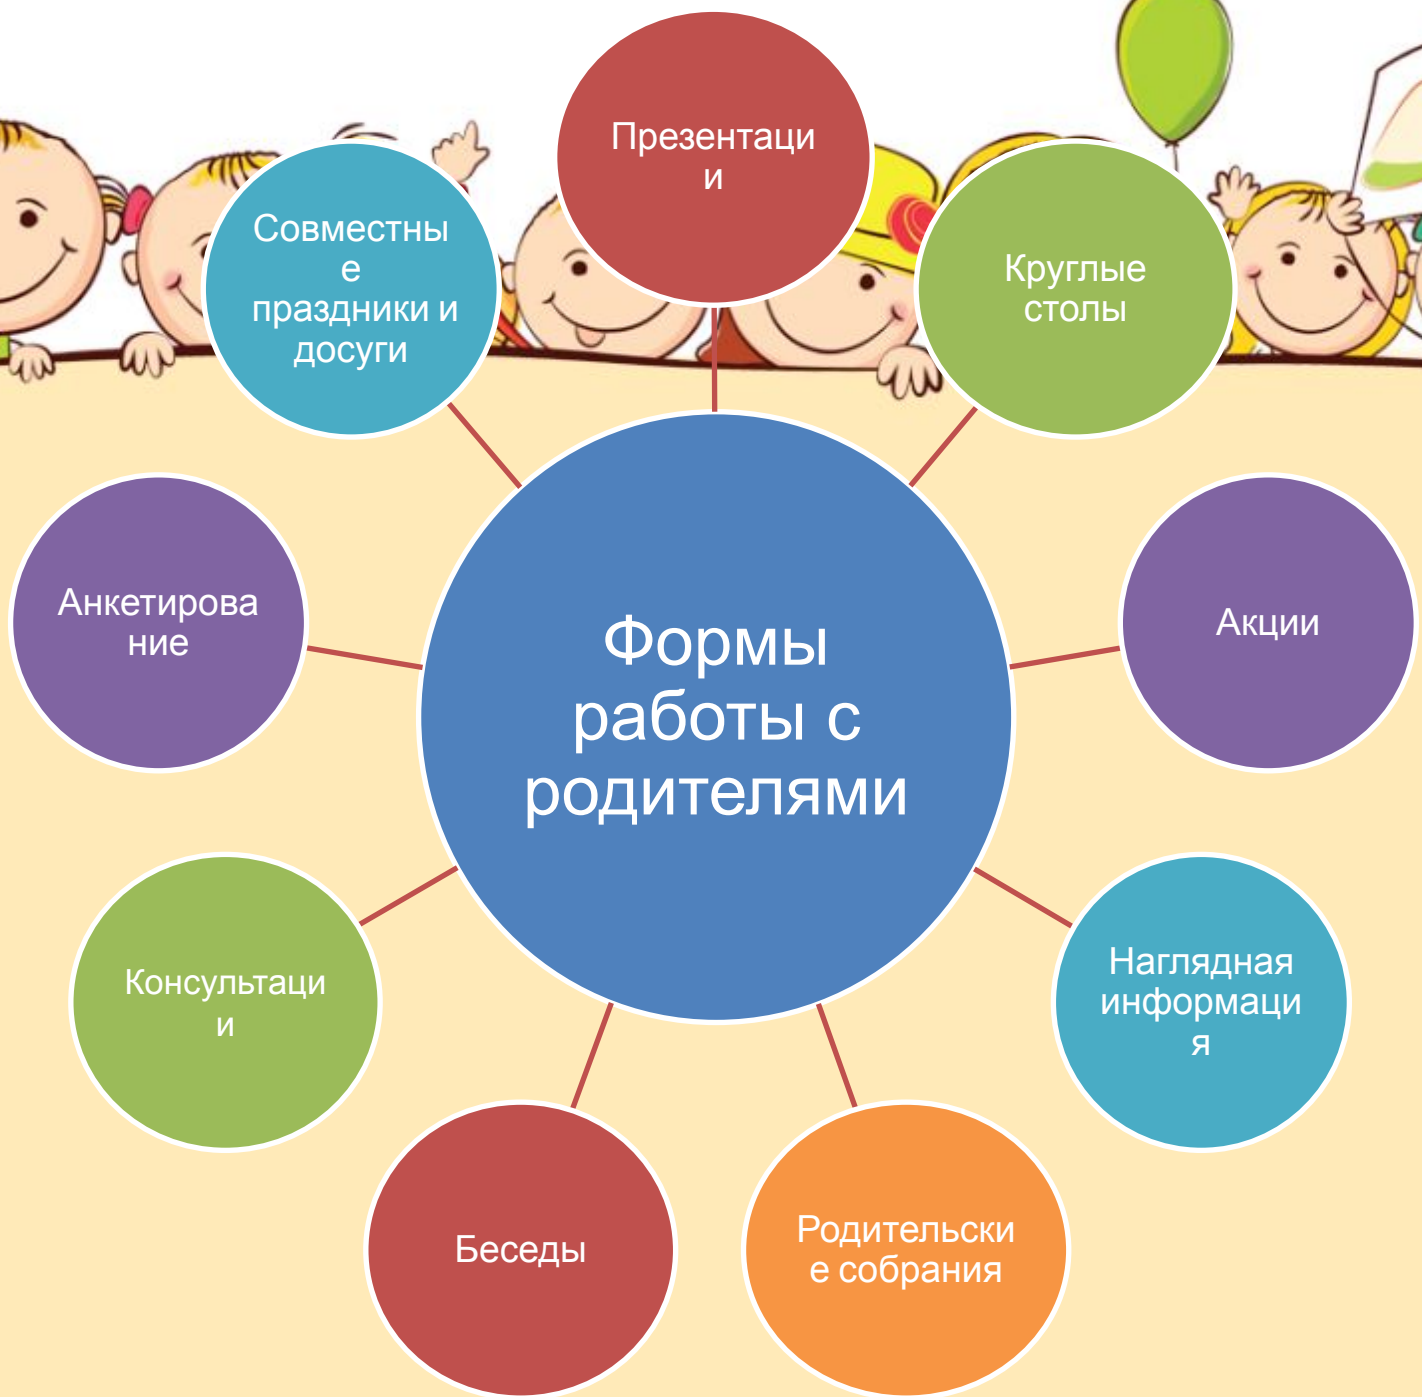 Презентаци
и
Совместны
е
праздники и
досуги
Круглые
столы
Анкетирова
ние
Формы
работы с
родителями
Акции
Консультаци
и
Наглядная
информаци
я
Беседы
Родительски
е собрания